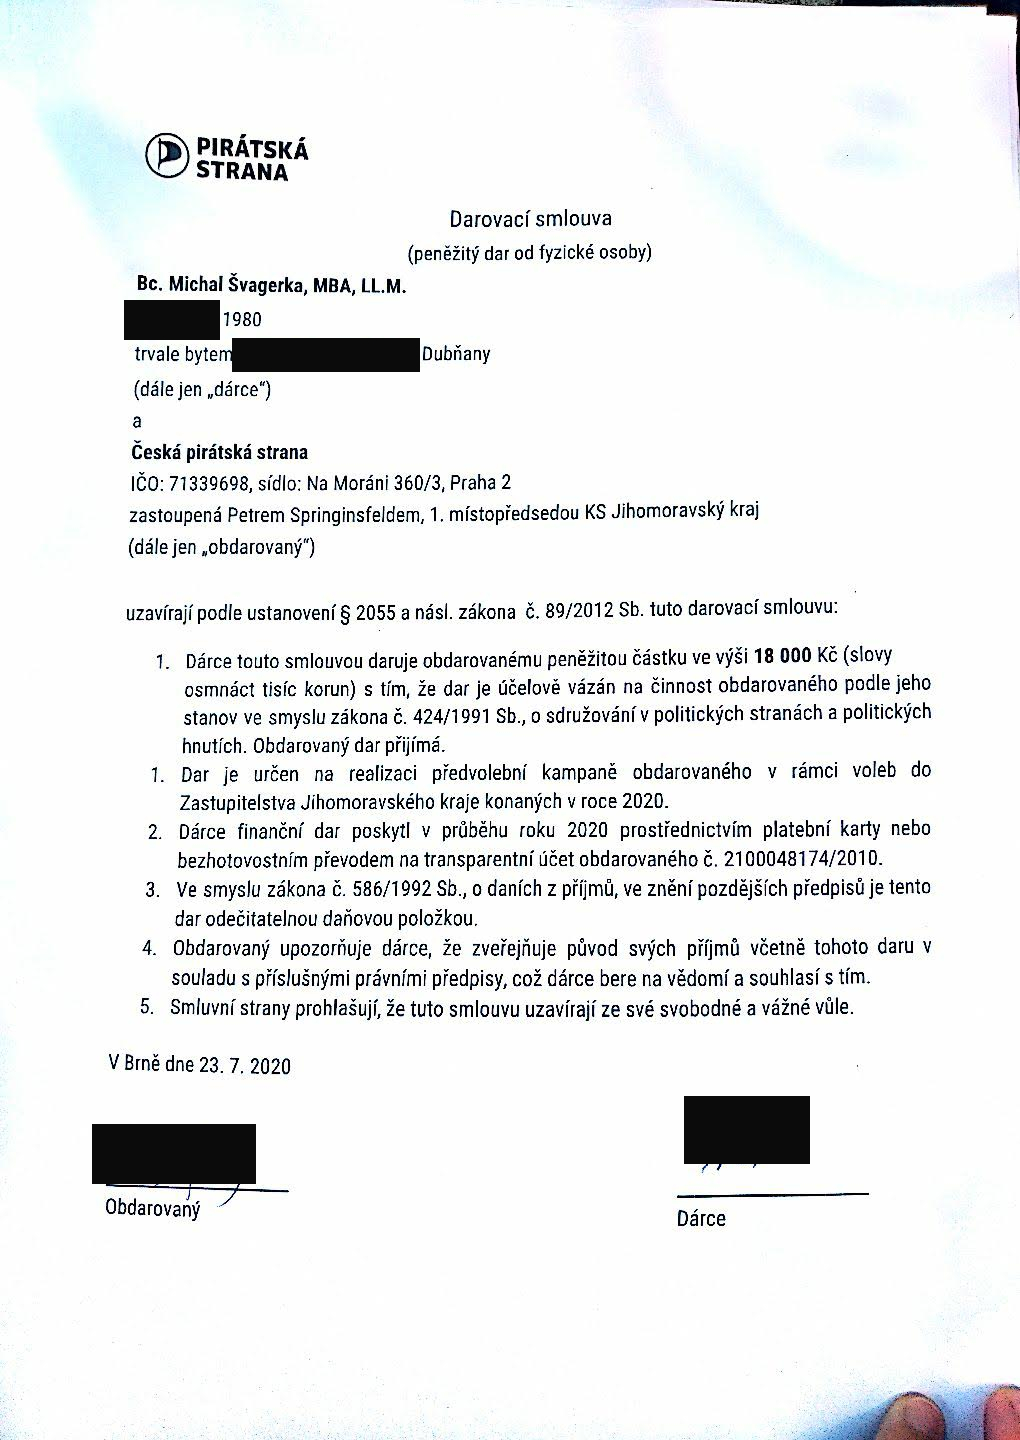 PIRÁTSKÁ
STRANA
Darovací smlouva
(peněžitý dar od fyzické osoby)
Bc. Michal Švagerka, MBA, LL.M.
1980
trvale bytem Dubňany
(dále jen „dárce“)
a
Česká pirátská strana
IČO: 71339698, sídlo: Na Moráni 360/3, Praha 2
zastoupená Petrem Springinsfeldem, 1. místopředsedou KS Jihomoravský kraj
(dále jen „obdarovaný“)
uzavírají podle ustanovení § 2055 a násl. zákona č. 89/2012 Sb. tuto darovací smlouvu:
1. Dárce touto smlouvou daruje obdarovanému peněžitou částku ve výši 18 000 Kč (slovy
osmnáct tisíc korun) s tím, že dar je účelově vázán na činnost obdarovaného podle jeho
stanov ve smyslu zákona č. 424/1991 Sb., o sdružování v politických stranách a politických
hnutích. Obdarovaný dar přijímá.
1. Dar je určen na realizaci předvolební kampaně obdarovaného v rámci voleb do
Zastupitelstva Jihomoravského kraje konaných v roce 2020.
2. Dárce finanční dar poskytl v průběhu roku 2020 prostřednictvím platební karty nebo
bezhotovostním převodem na transparentní účet obdarovaného č. 2100048174/2010.
3. Ve smyslu zákona č. 586/1992 Sb., o daních z příjmů, ve znění pozdějších předpisů je tento
dar odečitatelnou daňovou položkou.
4. Obdarovaný upozorňuje dárce, že zveřejňuje původ svých příjmů včetně tohoto daru v
souladu s příslušnými právními předpisy, což dárce bere na vědomí a souhlasí s tím.
5. Smluvní strany prohlašují, že tuto smlouvu uzavírají ze své svobodné a vážné vůle.
V Brně dne 23. 7. 2020
Obdarovaný
Dárce